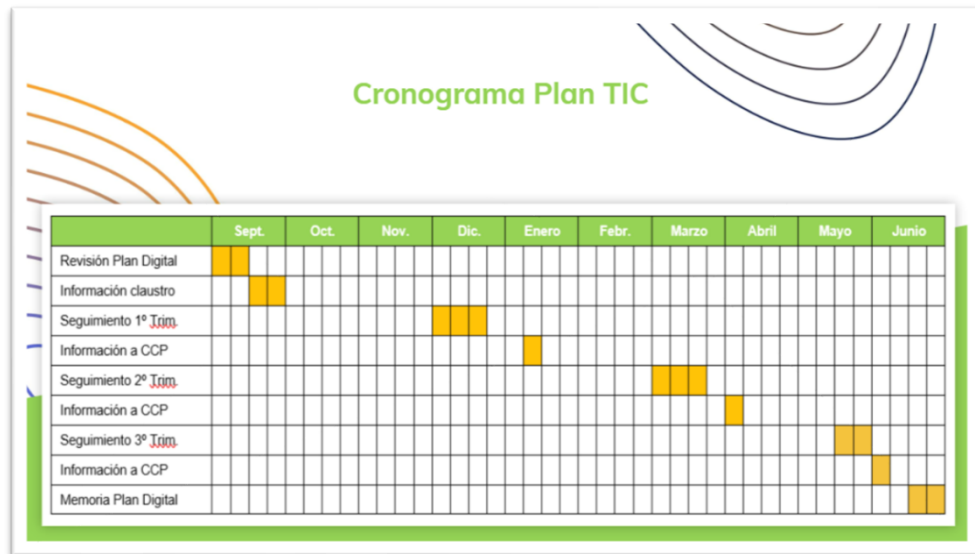 Cronograma Plan TIC
Sept. Oct. Nov. Dic. Enero Febr. Marzo Abril Mayo Junio
Revisión Plan Digital
Información claustro
Seguimiento 1º Trim.
Información a CCP
Seguimiento 2º Trim.
Información a CCP
Seguimiento 3º Trim.
Información a CCP
Memoria Plan Digital